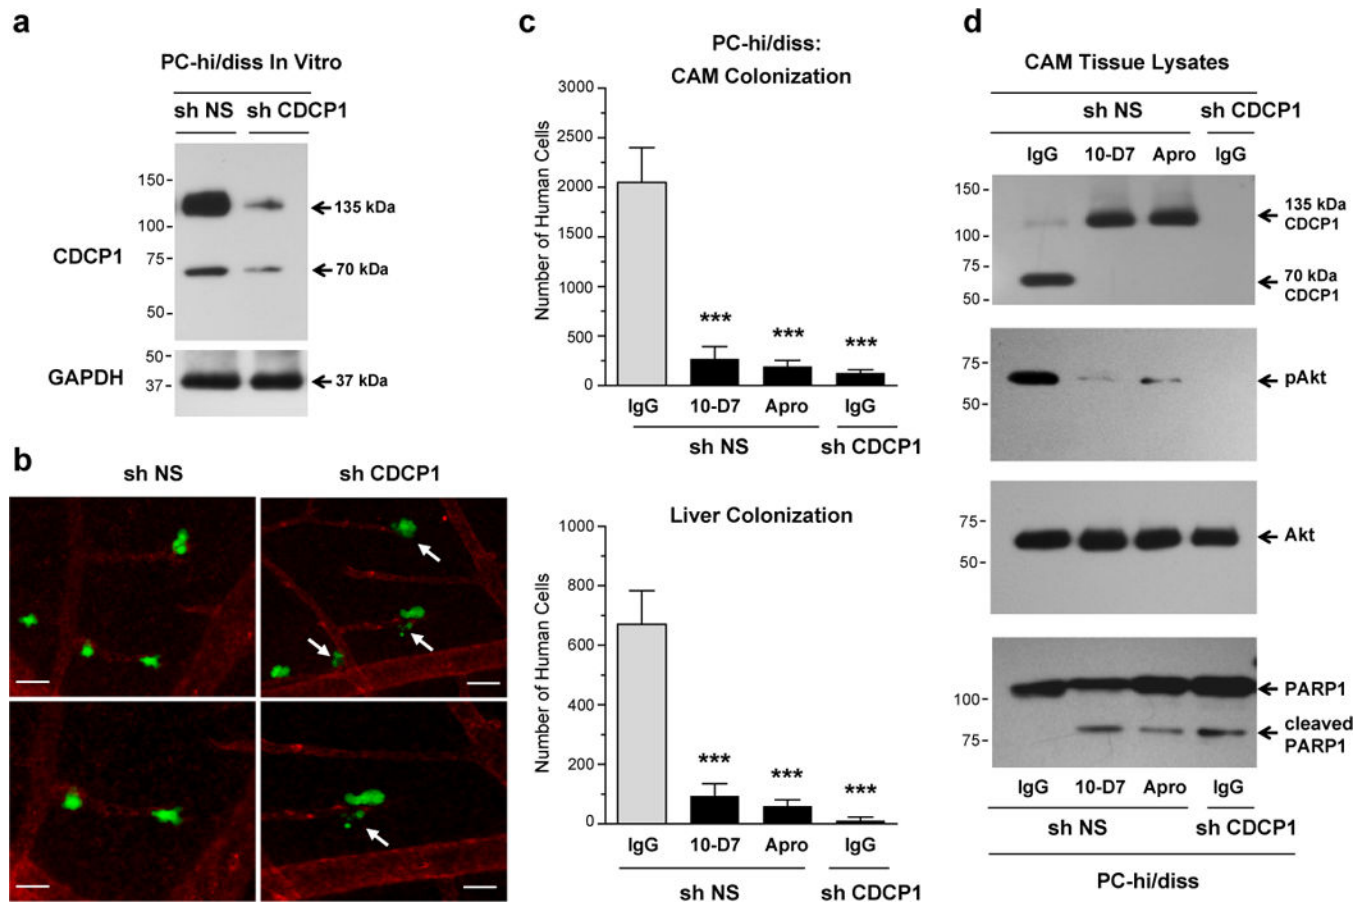 a
PC-hi/diss In Vitro
sh NS sh CDCP1
150
100
75
50
CDCP1
135 kDa
70 kDa
50
37
GAPDH
37 kDa
b
sh NS sh CDCP1
c
PC-hi/diss:
CAM Colonization
Number of Human Cells
3000
2500
2000
1500
1000
500
0
*** *** ***
IgG 10-D7 Apro IgG
sh NS sh CDCP1
Liver Colonization
Number of Human Cells
1000
800
600
400
200
0
*** *** ***
IgG 10-D7 Apro IgG
sh NS sh CDCP1
d
CAM Tissue Lysates
sh NS sh CDCP1
IgG 10-D7 Apro IgG
150
100
75
50
135 kDa
CDCP1
70 kDa
CDCP1
75
50
pAkt
75
50
Akt
100
75
PARP1
cleaved
PARP1
IgG 10-D7 Apro IgG
sh NS sh CDCP1
PC-hi/diss